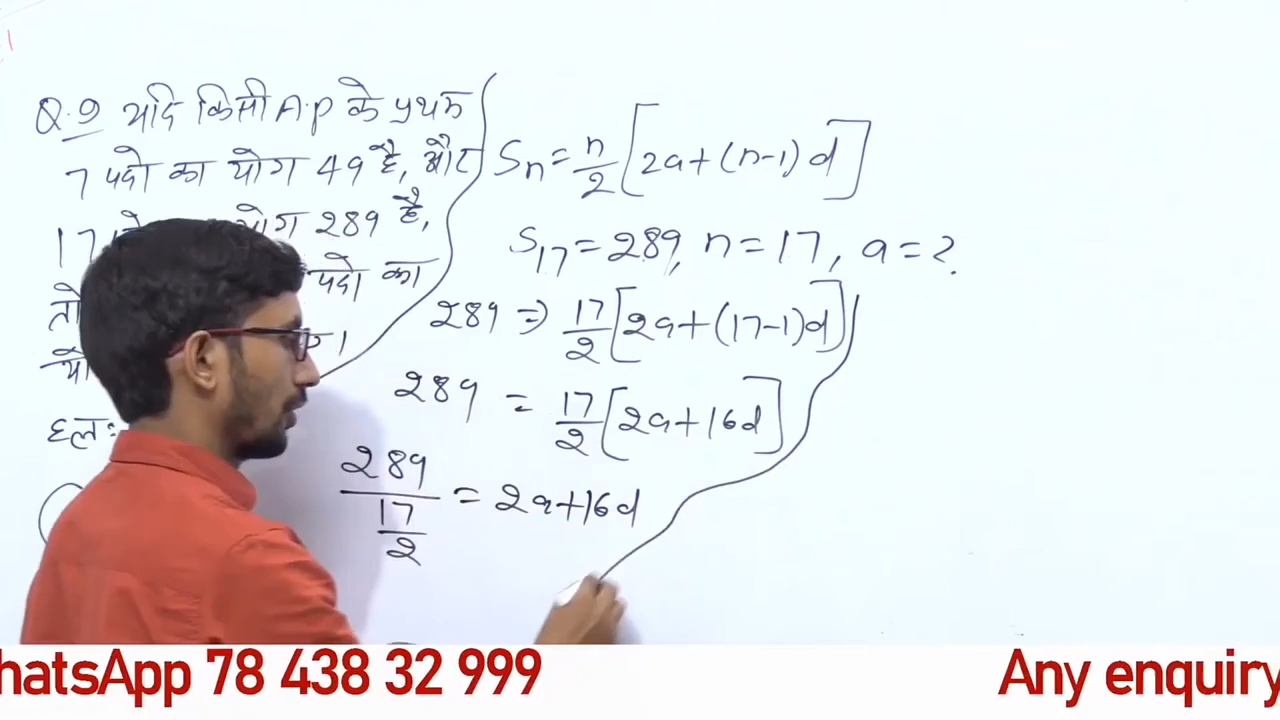 Q.9 यदि किसी A.P के प्रथम
7 पदो का योग 49 है, और
17 योग 289 है,
तो पदो का
हल:
Sn = n/2 [2a+(n-1)d]
S17 = 289, n = 17, a = ?
289 => 17/2 [2a+(17-1)d]
289 = 17/2 [2a+16d]
289/(17/2) = 2a+16d
hatsApp 78 438 32 999
Any enquiry